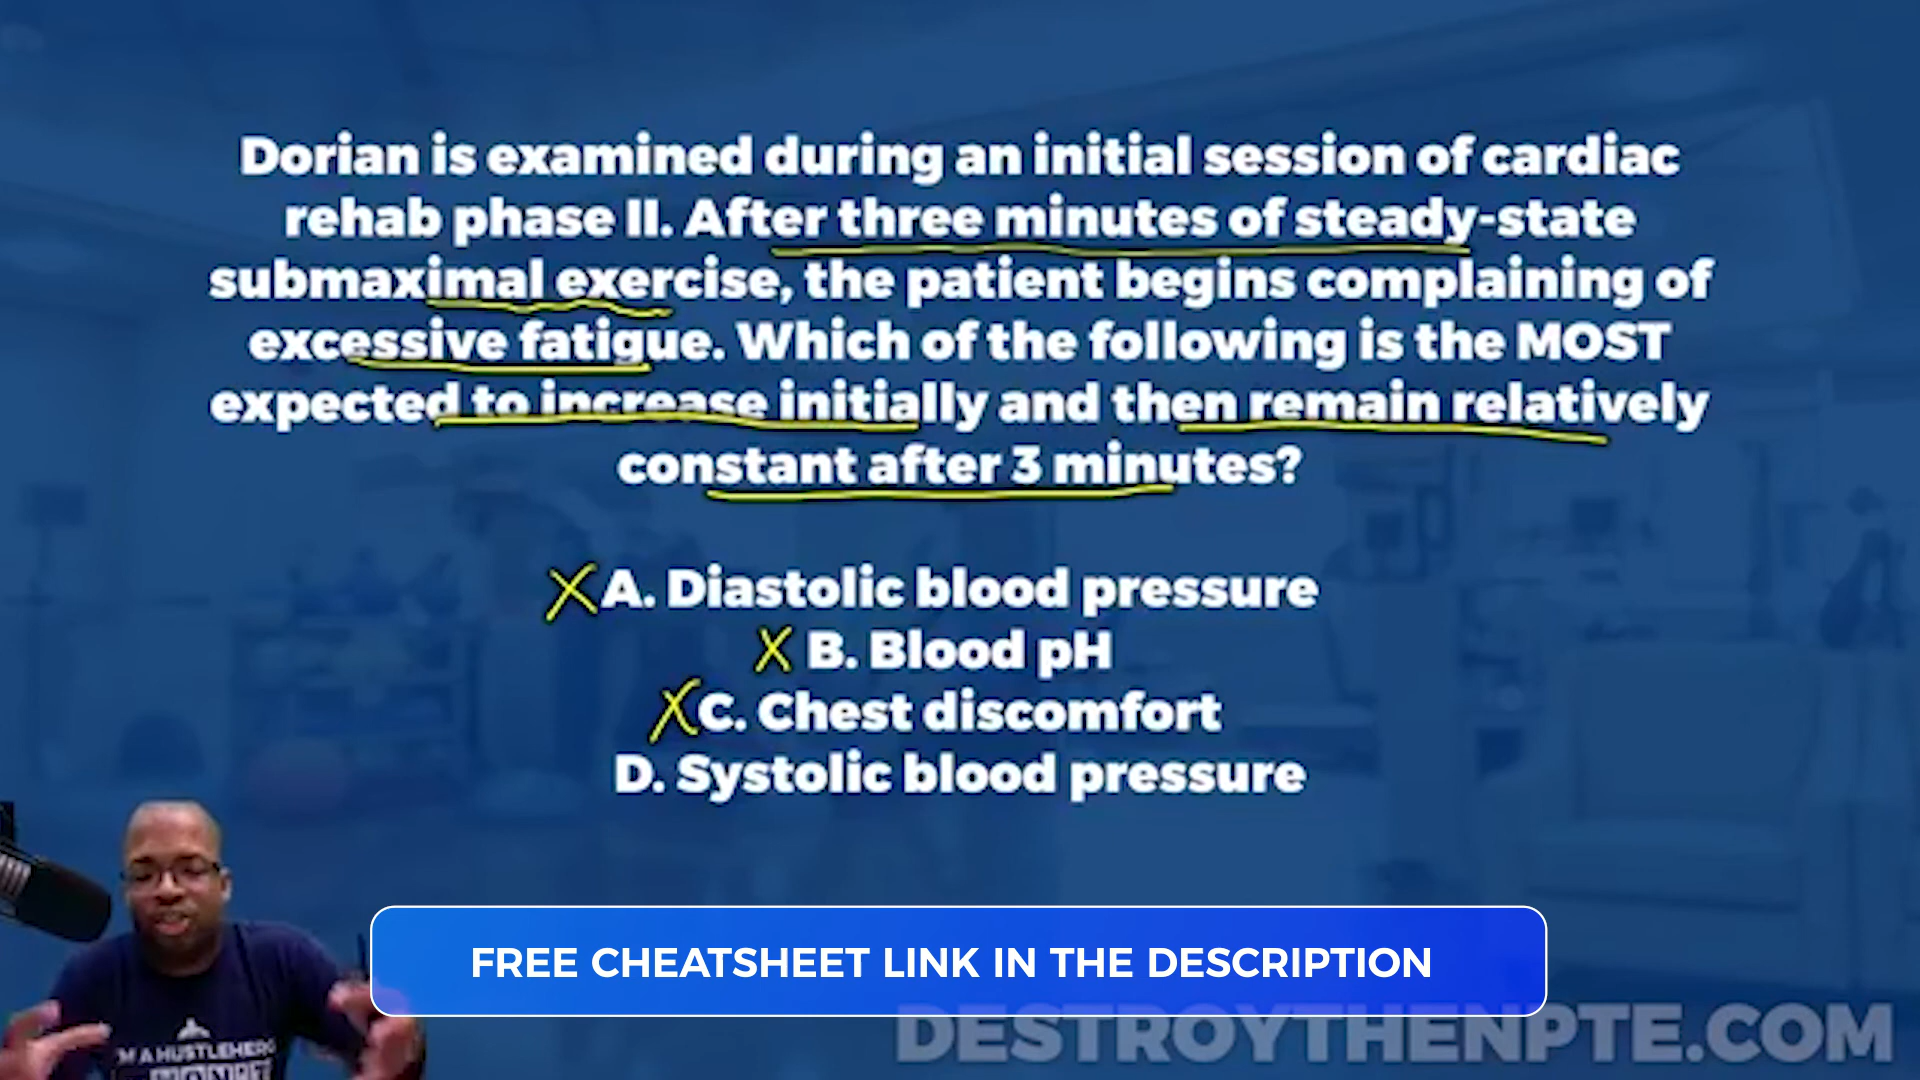 Dorian is examined during an initial session of cardiac
rehab phase II. After three minutes of steady-state
submaximal exercise, the patient begins complaining of
excessive fatigue. Which of the following is the MOST
expected to increase initially and then remain relatively
constant after 3 minutes?
A. Diastolic blood pressure
B. Blood pH
C. Chest discomfort
D. Systolic blood pressure
FREE CHEATSHEET LINK IN THE DESCRIPTION
DESTROYTHENPTE.COM
A HUSTLEHERO